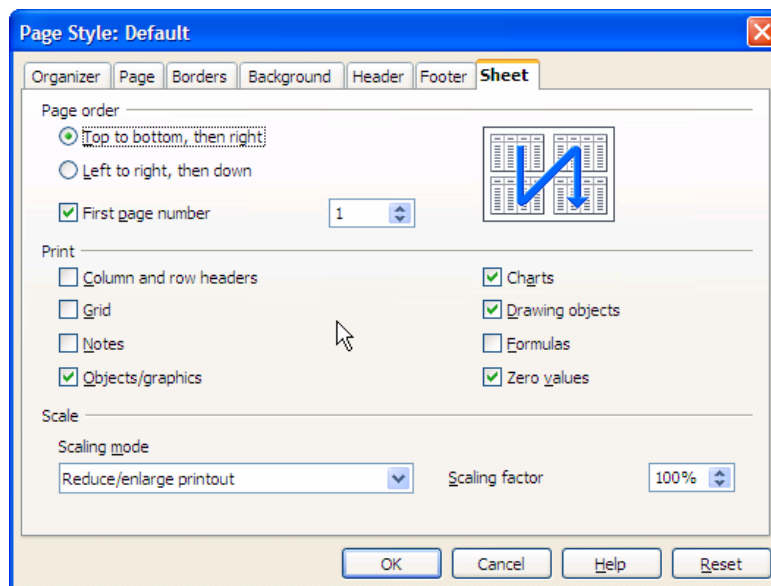 Page Style: Default
Organizer Page Borders Background Header Footer Sheet
Page order
Top to bottom, then right
Left to right, then down
First page number 1
Print
Column and row headers Charts
Grid Drawing objects
Notes Formulas
Objects/graphics Zero values
Scale
Scaling mode
Reduce/enlarge printout Scaling factor 100%
OK Cancel Help Reset